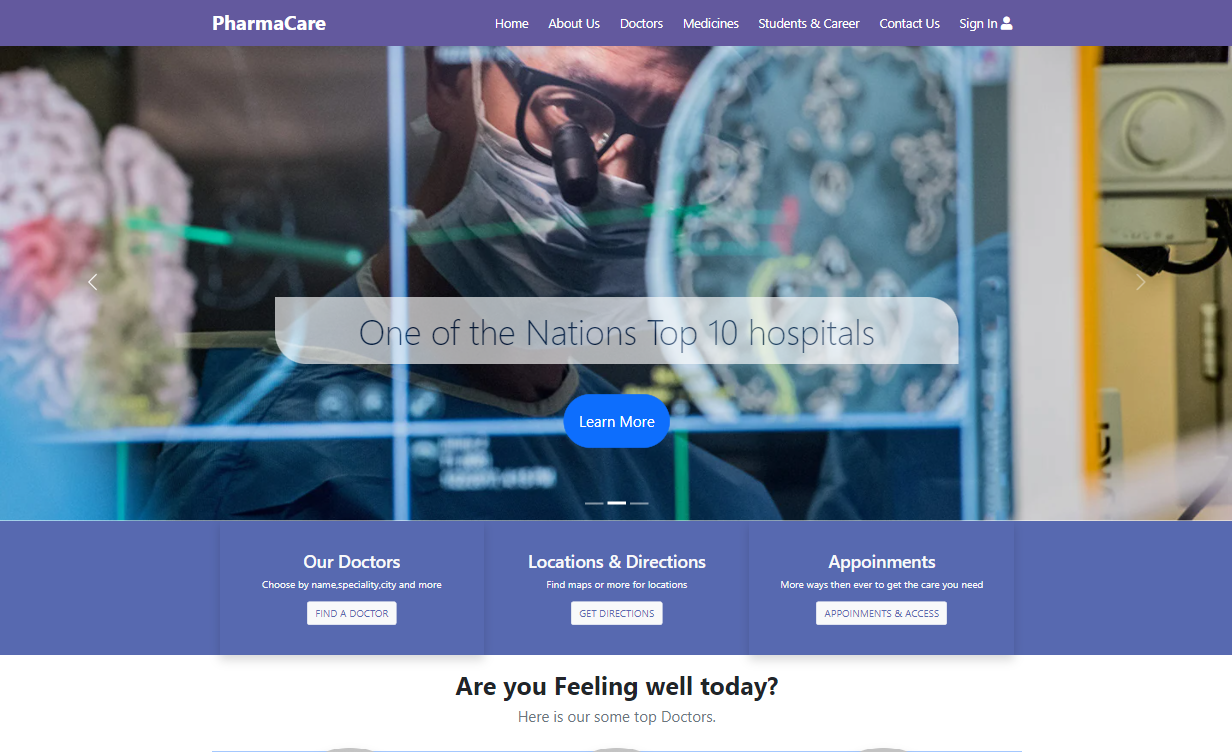 PharmaCare
Home About Us Doctors Medicines Students & Career Contact Us Sign In
One of the Nations Top 10 hospitals
Learn More
Our Doctors
Choose by name,speciality,city and more
FIND A DOCTOR
Locations & Directions
Find maps or more for locations
GET DIRECTIONS
Appoinments
More ways then ever to get the care you need
APPOINMENTS & ACCESS
Are you Feeling well today?
Here is our some top Doctors.